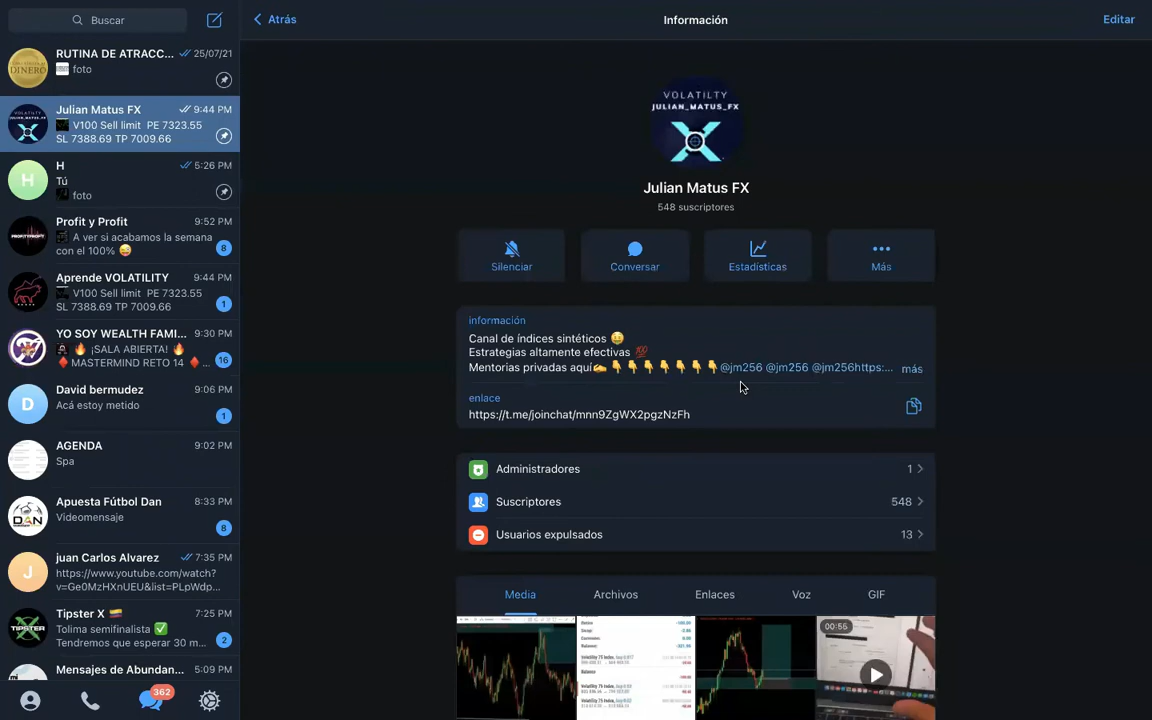 Buscar
RUTINA DE ATRACC... 25/07/21
foto
Julian Matus FX 9:44 PM
V100 Sell limit PE 7323.55
SL 7388.69 TP 7009.66
H 5:26 PM
Tú
foto
Profit y Profit 9:52 PM
A ver si acabamos la semana
con el 100% 😜 8
Aprende VOLATILITY 9:44 PM
V100 Sell limit PE 7323.55
SL 7388.69 TP 7009.66 1
YO SOY WEALTH FAMI... 9:30 PM
🔥 ¡SALA ABIERTA! 🔥
♦️ MASTERMIND RETO 14 ♦️ ... 16
David bermudez 9:06 PM
Acá estoy metido 1
AGENDA 9:02 PM
Spa
Apuesta Fútbol Dan 8:33 PM
Videomensaje 8
juan Carlos Alvarez 7:35 PM
https://www.youtube.com/watch?
v=Ge0MzHXnUEU&list=PLpWdp...
Tipster X 🇨🇴 7:25 PM
Tolima semifinalista ✅
Tendremos que esperar 30 m... 2
Mensajes de Abundan... 5:09 PM
362
Atrás
Información
Editar
VOLATILTY
JULIAN_MATUS_FX
Julian Matus FX
548 suscriptores
Silenciar Conversar Estadísticas Más
información
Canal de índices sintéticos 🤑
Estrategias altamente efectivas 💯
Mentorias privadas aquí✍️👇👇👇👇👇👇👇@jm256 @jm256 @jm256https:... más
enlace
https://t.me/joinchat/mnn9ZgWX2pgzNzFh
Administradores 1
Suscriptores 548
Usuarios expulsados 13
Media Archivos Enlaces Voz GIF
00:55